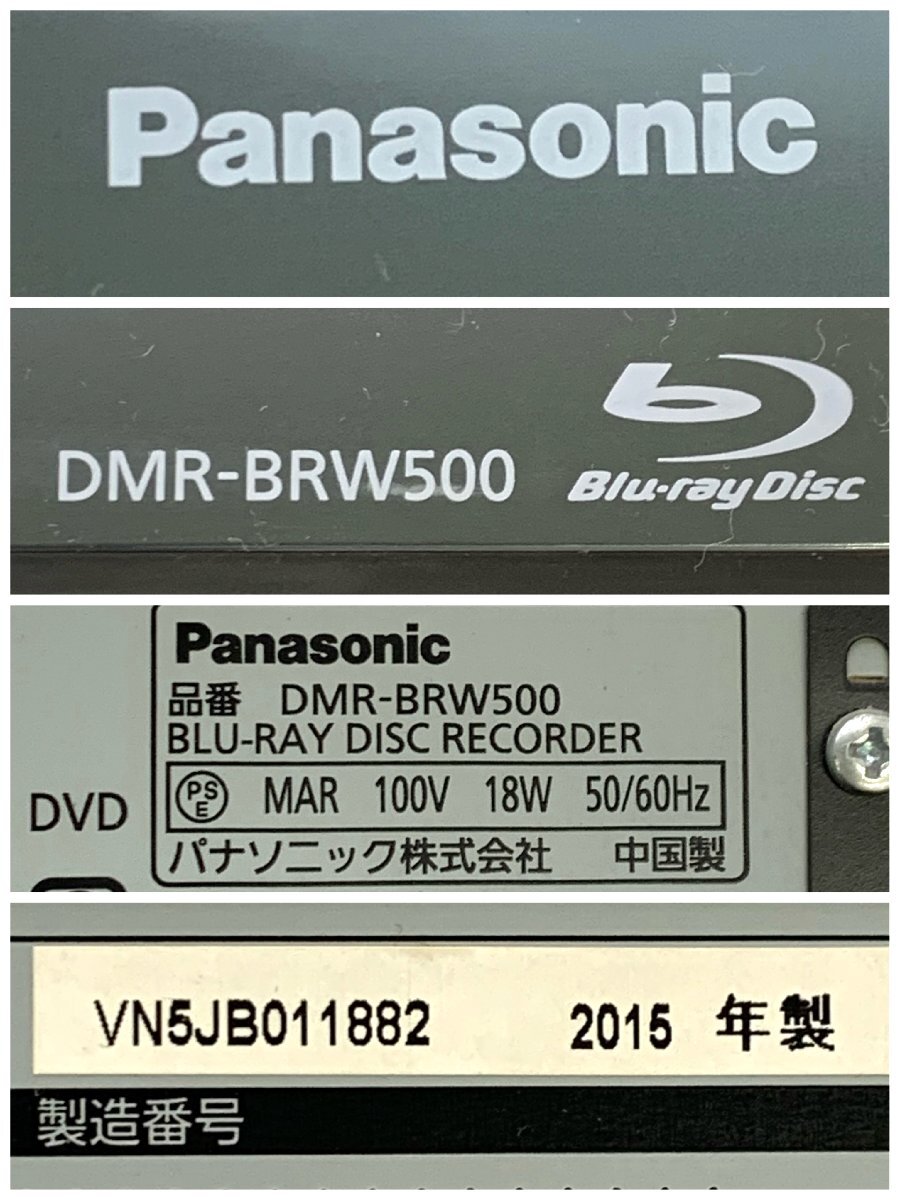 Panasonic
DMR-BRW500
Blu-ray Disc
Panasonic
品番 DMR-BRW500
BLU-RAY DISC RECORDER
PS E MAR 100V 18W 50/60Hz
DVD
パナソニック株式会社 中国製
VN5JB011882 2015 年製
製造番号